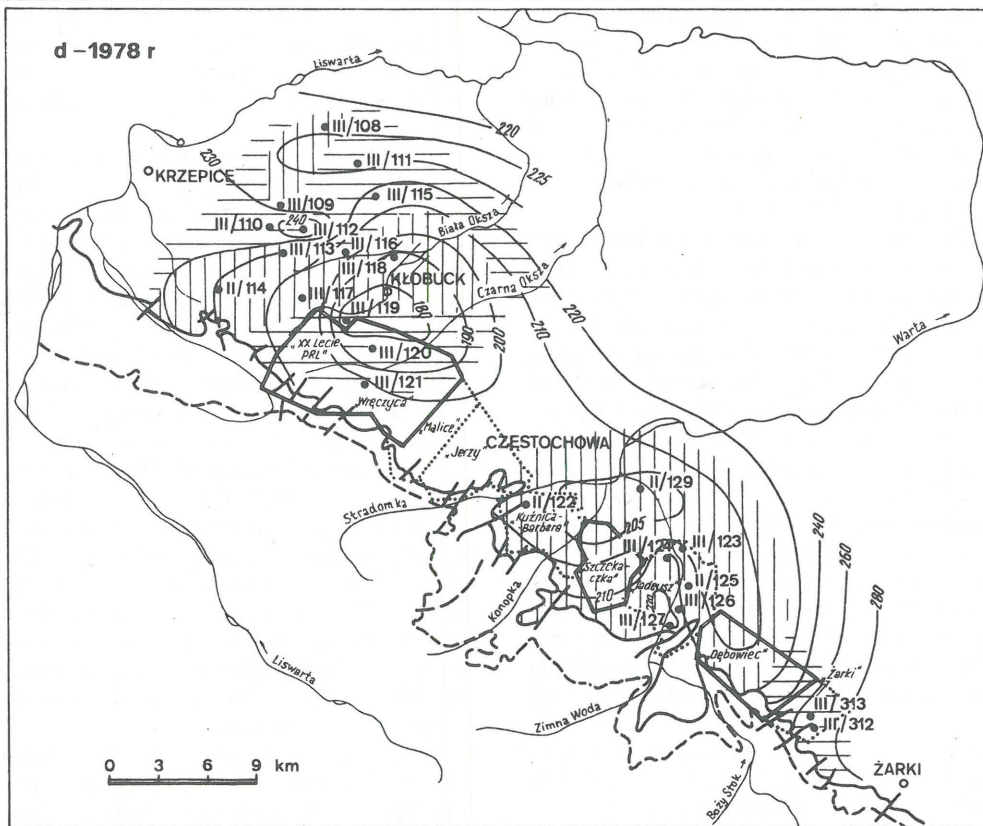 d – 1978 r
Liswarta
220
III/108
230
III/111
225
KRZEPICE
III/115
III/109
III/110
240
III/112
Biała Oksza
III/113
III/116
III/118
KŁOBUCK
II/114
III/117
180
Czarna Oksza
III/119
190
200
210
220
Warta
„XX Lecie
PRL"
III/120
III/121
„Wręczyca"
„Malice"
„Jerzy"
CZĘSTOCHOWA
II/129
Stradomka
II/122
„Kuźnica-
Barbara"
205
III/124
III/123
240
260
280
„Szczeka-
czka"
„Tadeusz"
II/125
210
III/126
Konopka
III/127
„Dębowiec"
„Żarki"
Liswarta
III/313
III/312
Zimna Woda
ŻARKI
Boży Stok
0 3 6 9 km